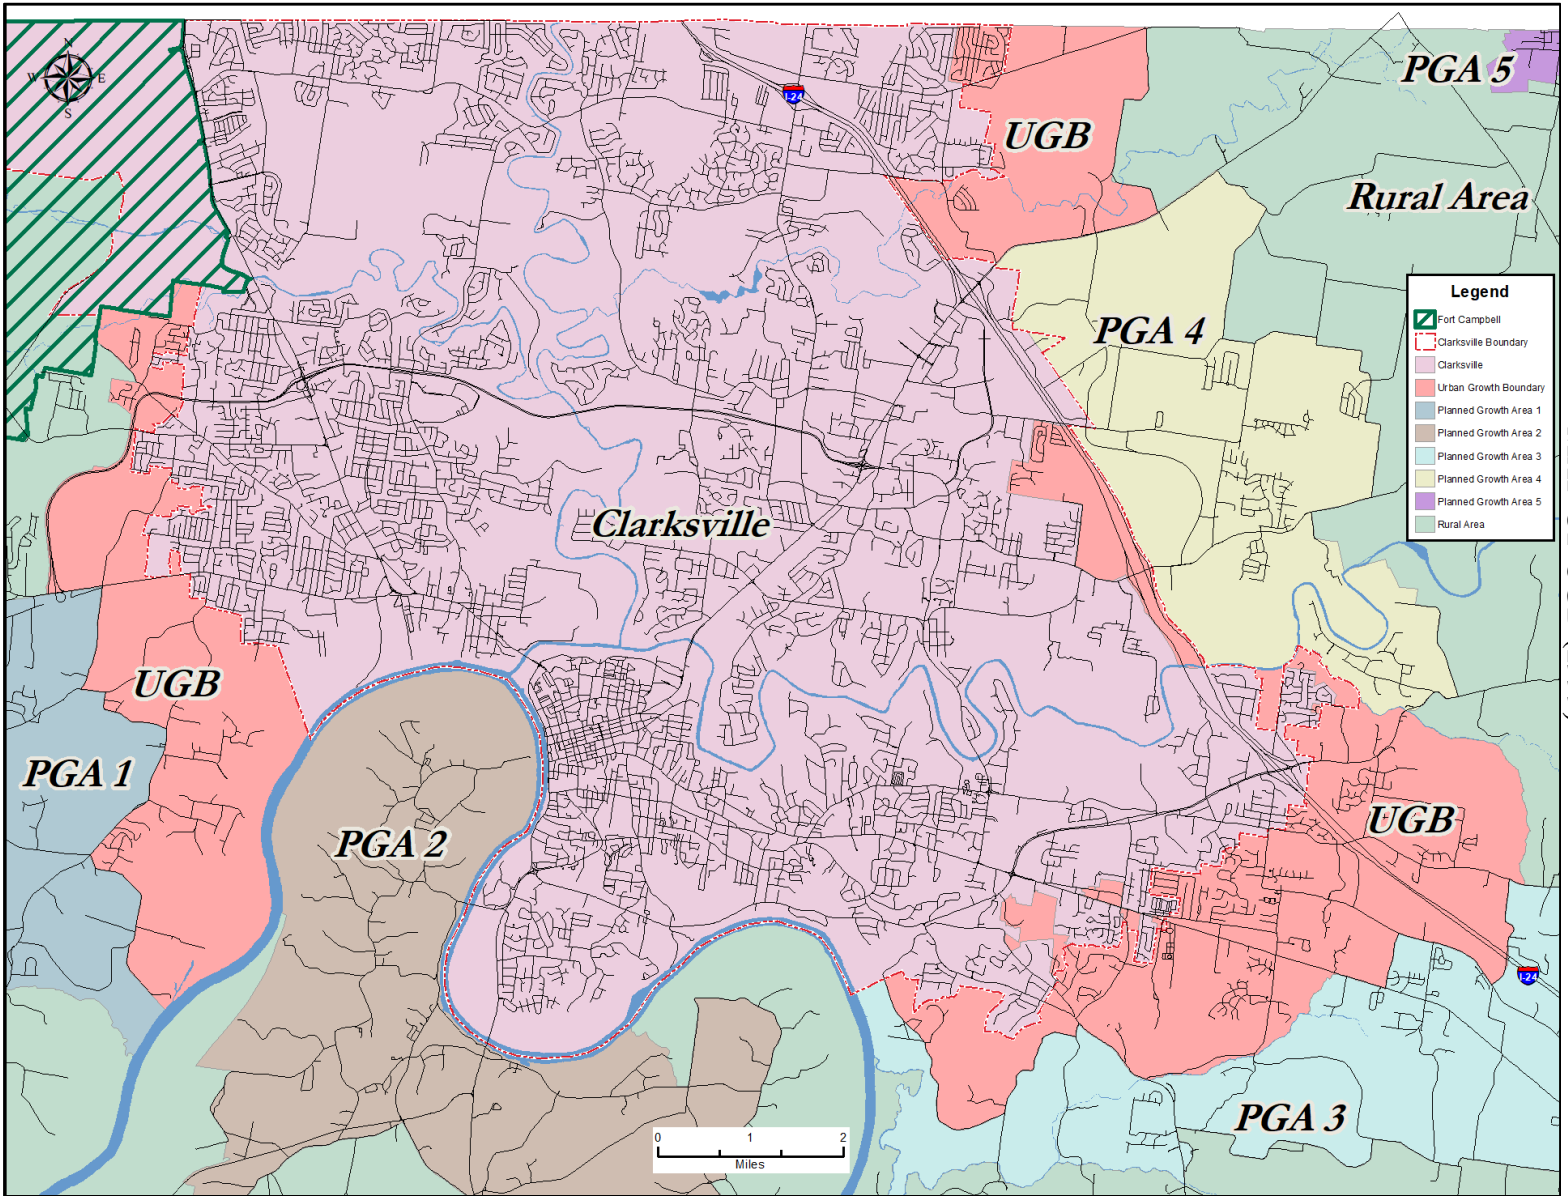 N
W E
S
I-24
PGA 5
UGB
Rural Area
Legend
Fort Campbell
Clarksville Boundary
Clarksville
Urban Growth Boundary
Planned Growth Area 1
Planned Growth Area 2
Planned Growth Area 3
Planned Growth Area 4
Planned Growth Area 5
Rural Area
PGA 4
Clarksville
UGB
PGA 1
PGA 2
UGB
I-24
PGA 3
0 1 2
Miles